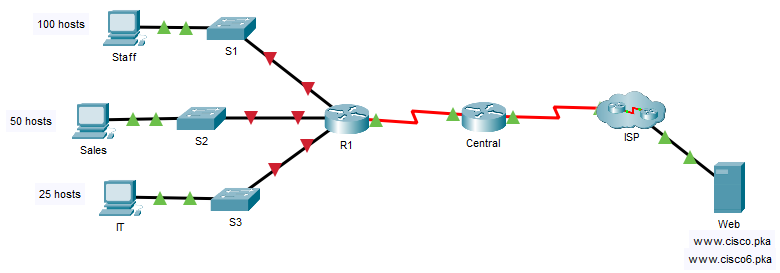 100 hosts
Staff
S1
50 hosts
Sales
S2
R1
Central
ISP
25 hosts
IT
S3
Web
www.cisco.pka
www.cisco6.pka